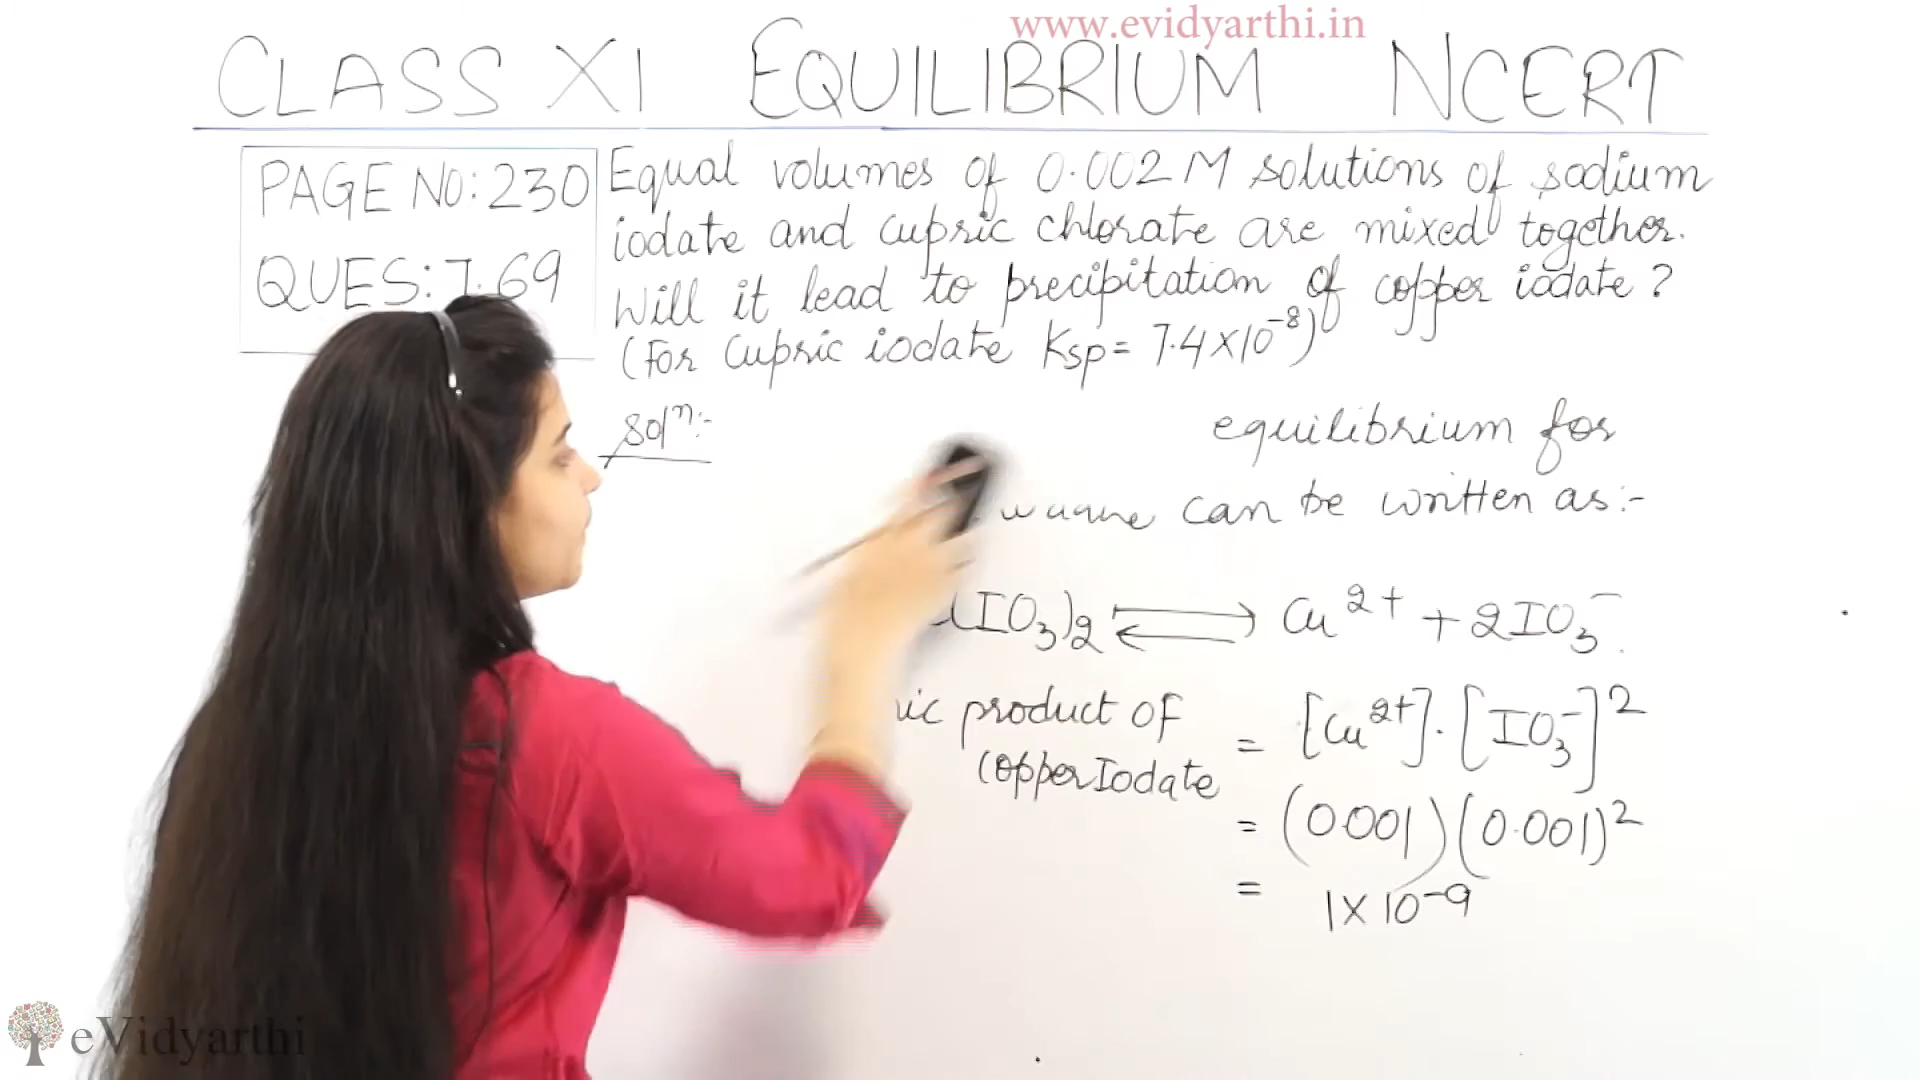 www.evidyarthi.in
CLASS XI EQUILIBRIUM NCERT
PAGE NO: 230
QUES: 7.69
Equal volumes of 0.002 M solutions of sodium
iodate and cupric chlorate are mixed together.
Will it lead to precipitation of copper iodate?
(For cupric iodate Ksp = 7.4×10⁻⁸)
Solⁿ:-
equilibrium for
can be written as:-
(IO₃)₂ ⇌ Cu²⁺ + 2IO₃⁻
product of = [Cu²⁺]·[IO₃⁻]²
Copper Iodate
= (0.001)(0.001)²
= 1×10⁻⁹
eVidyarthi